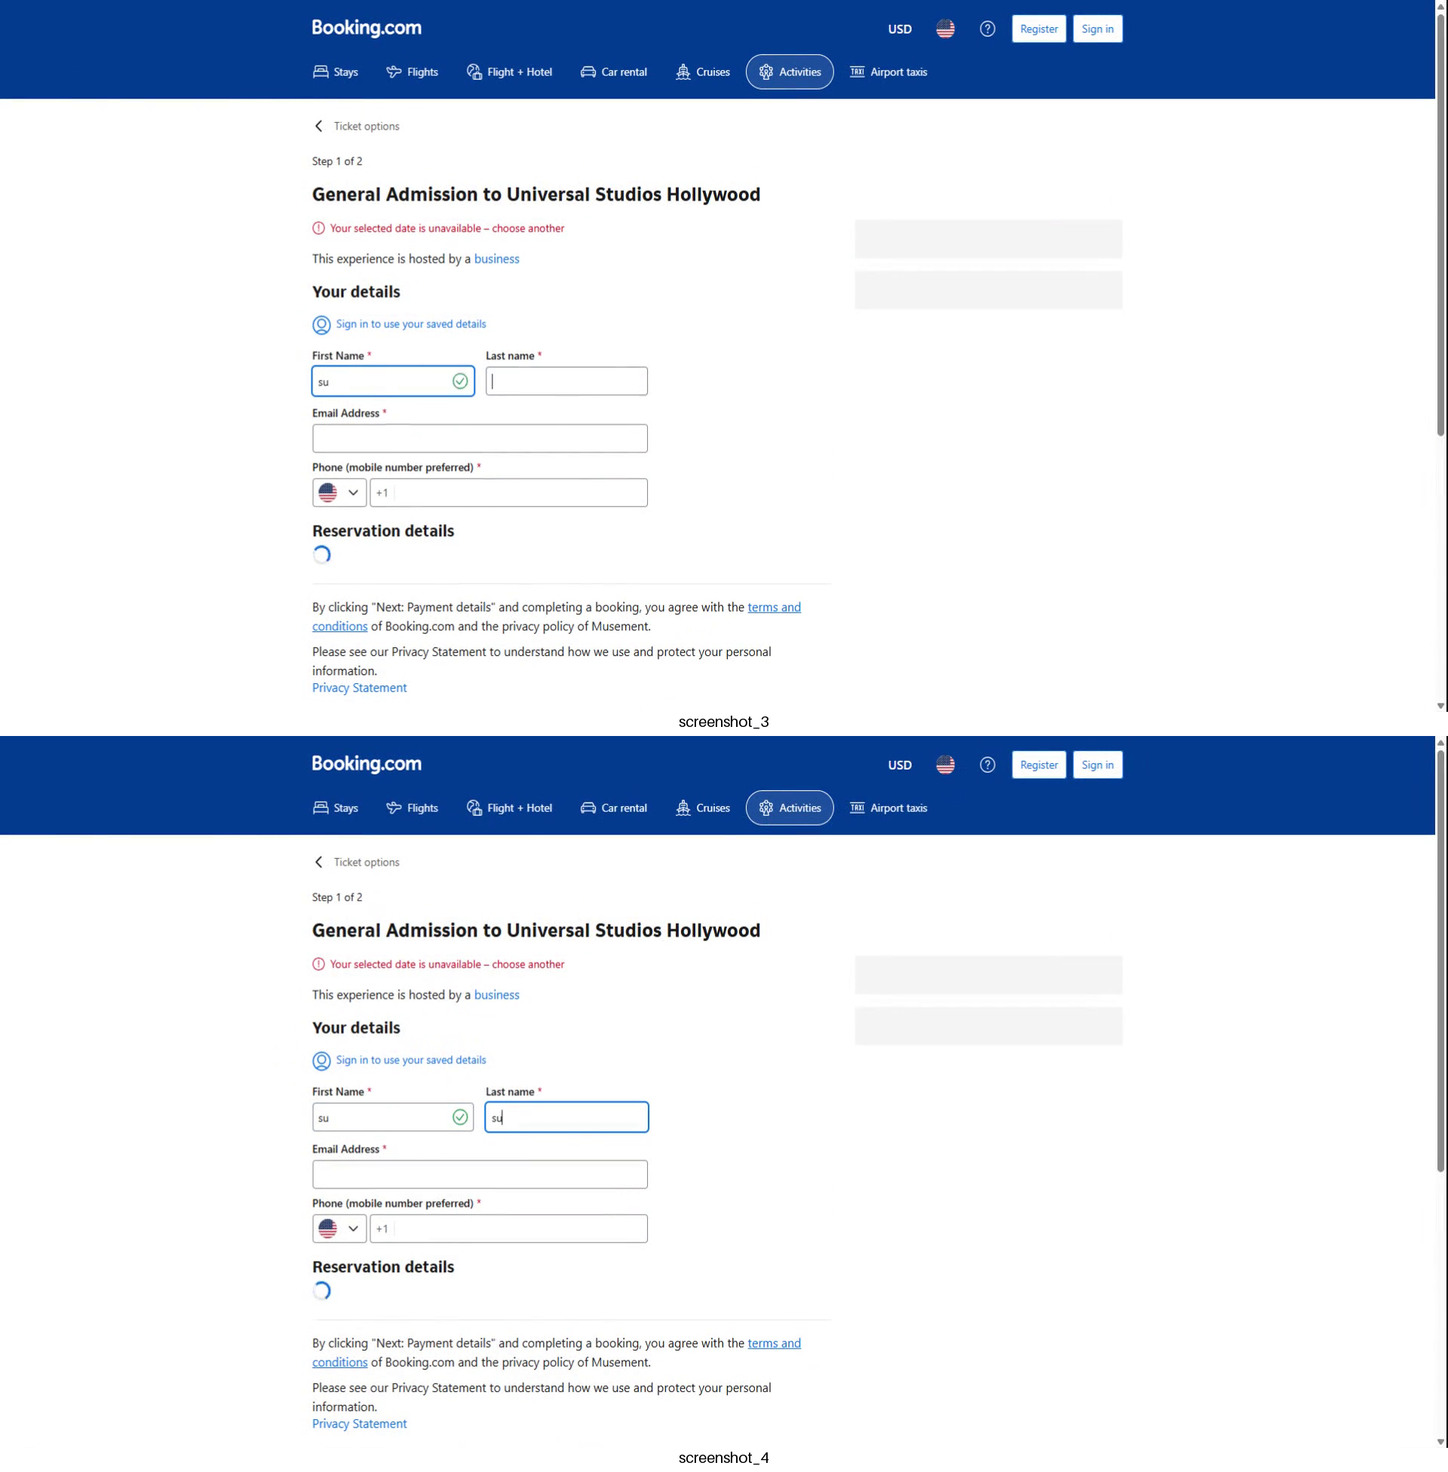 Booking.com
USD
Register
Sign in
Stays
Flights
Flight + Hotel
Car rental
Cruises
Activities
TAXI
Airport taxis
Ticket options
Step 1 of 2
General Admission to Universal Studios Hollywood
Your selected date is unavailable – choose another
This experience is hosted by a business
Your details
Sign in to use your saved details
First Name *
Last name *
su
Email Address *
Phone (mobile number preferred) *
+1
Reservation details
By clicking "Next: Payment details" and completing a booking, you agree with the terms and
conditions of Booking.com and the privacy policy of Musement.
Please see our Privacy Statement to understand how we use and protect your personal
information.
Privacy Statement
screenshot_3
Booking.com
USD
Register
Sign in
Stays
Flights
Flight + Hotel
Car rental
Cruises
Activities
TAXI
Airport taxis
Ticket options
Step 1 of 2
General Admission to Universal Studios Hollywood
Your selected date is unavailable – choose another
This experience is hosted by a business
Your details
Sign in to use your saved details
First Name *
Last name *
su
su
Email Address *
Phone (mobile number preferred) *
+1
Reservation details
By clicking "Next: Payment details" and completing a booking, you agree with the terms and
conditions of Booking.com and the privacy policy of Musement.
Please see our Privacy Statement to understand how we use and protect your personal
information.
Privacy Statement
screenshot_4